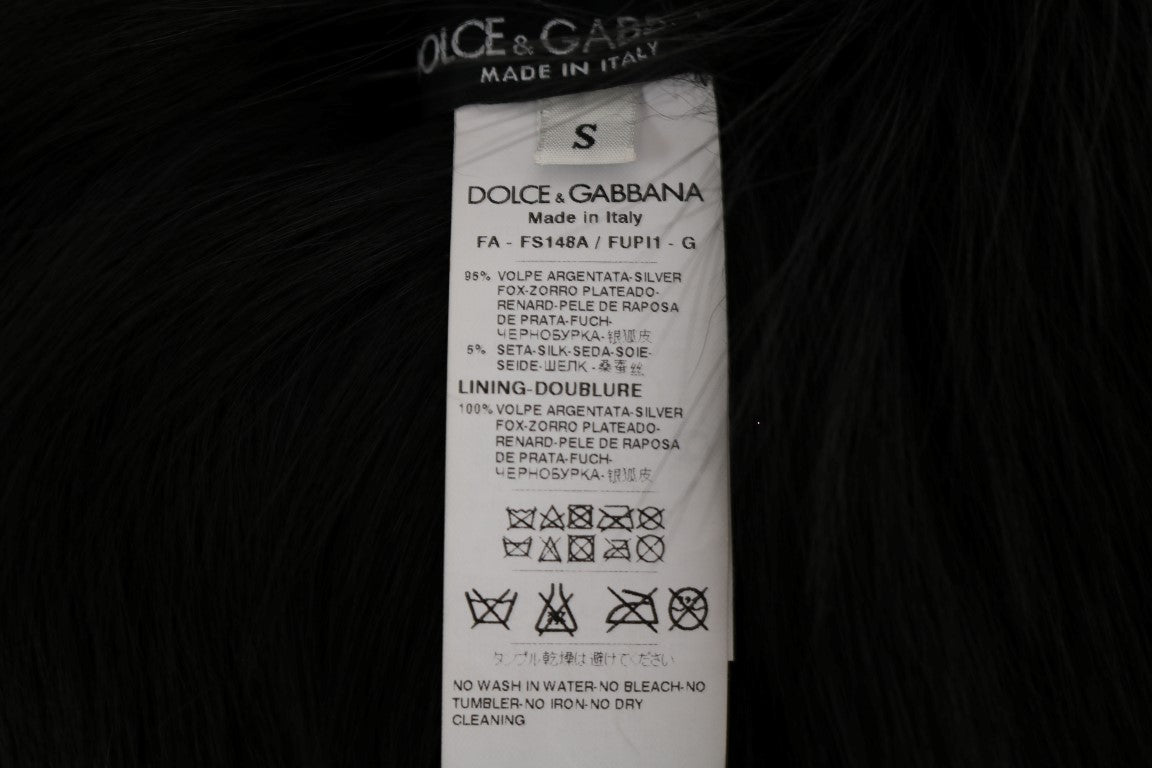 OLCE & GABB
MADE IN ITALY
S
DOLCE & GABBANA
Made in Italy
FA - FS148A / FUPI1 - G
95% VOLPE ARGENTATA-SILVER
FOX-ZORRO PLATEADO-
RENARD-PELE DE RAPOSA
DE PRATA-FUCH-
ЧЕРНОБУРКА-银狐皮
5% SETA-SILK-SEDA-SOIE-
SEIDE-ШЕЛК-桑蚕丝
LINING-DOUBLURE
100% VOLPE ARGENTATA-SILVER
FOX-ZORRO PLATEADO-
RENARD-PELE DE RAPOSA
DE PRATA-FUCH-
ЧЕРНОБУРКА-银狐皮
タンブル乾燥は避けてください
NO WASH IN WATER-NO BLEACH-NO
TUMBLER-NO IRON-NO DRY
CLEANING